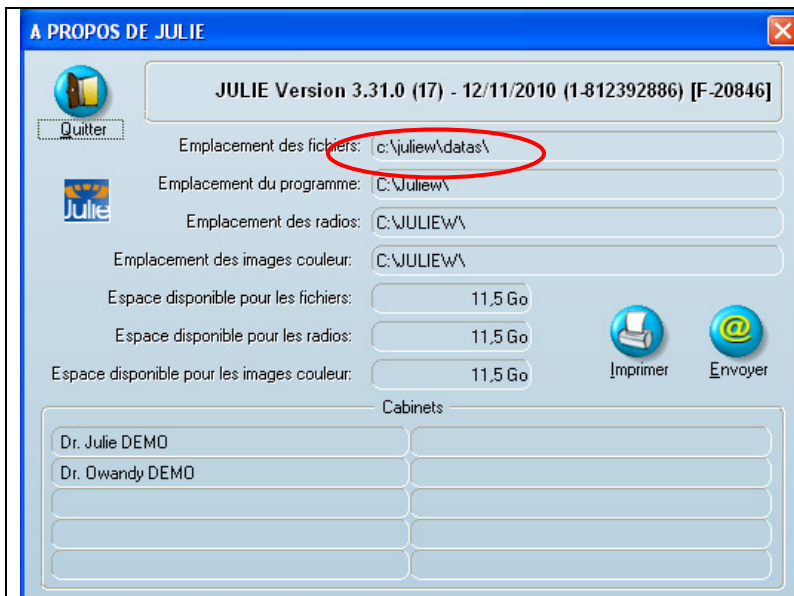 A PROPOS DE JULIE
JULIE Version 3.31.0 (17) - 12/11/2010 (1-812392886) [F-20846]
Quitter
Emplacement des fichiers: c:\juliew\datas\
Julie
Emplacement du programme: C:\Juliew\
Emplacement des radios: C:\JULIEW\
Emplacement des images couleur: C:\JULIEW\
Espace disponible pour les fichiers: 11,5 Go
Espace disponible pour les radios: 11,5 Go
Espace disponible pour les images couleur: 11,5 Go
Imprimer
@
Envoyer
Cabinets
Dr. Julie DEMO
Dr. Owandy DEMO